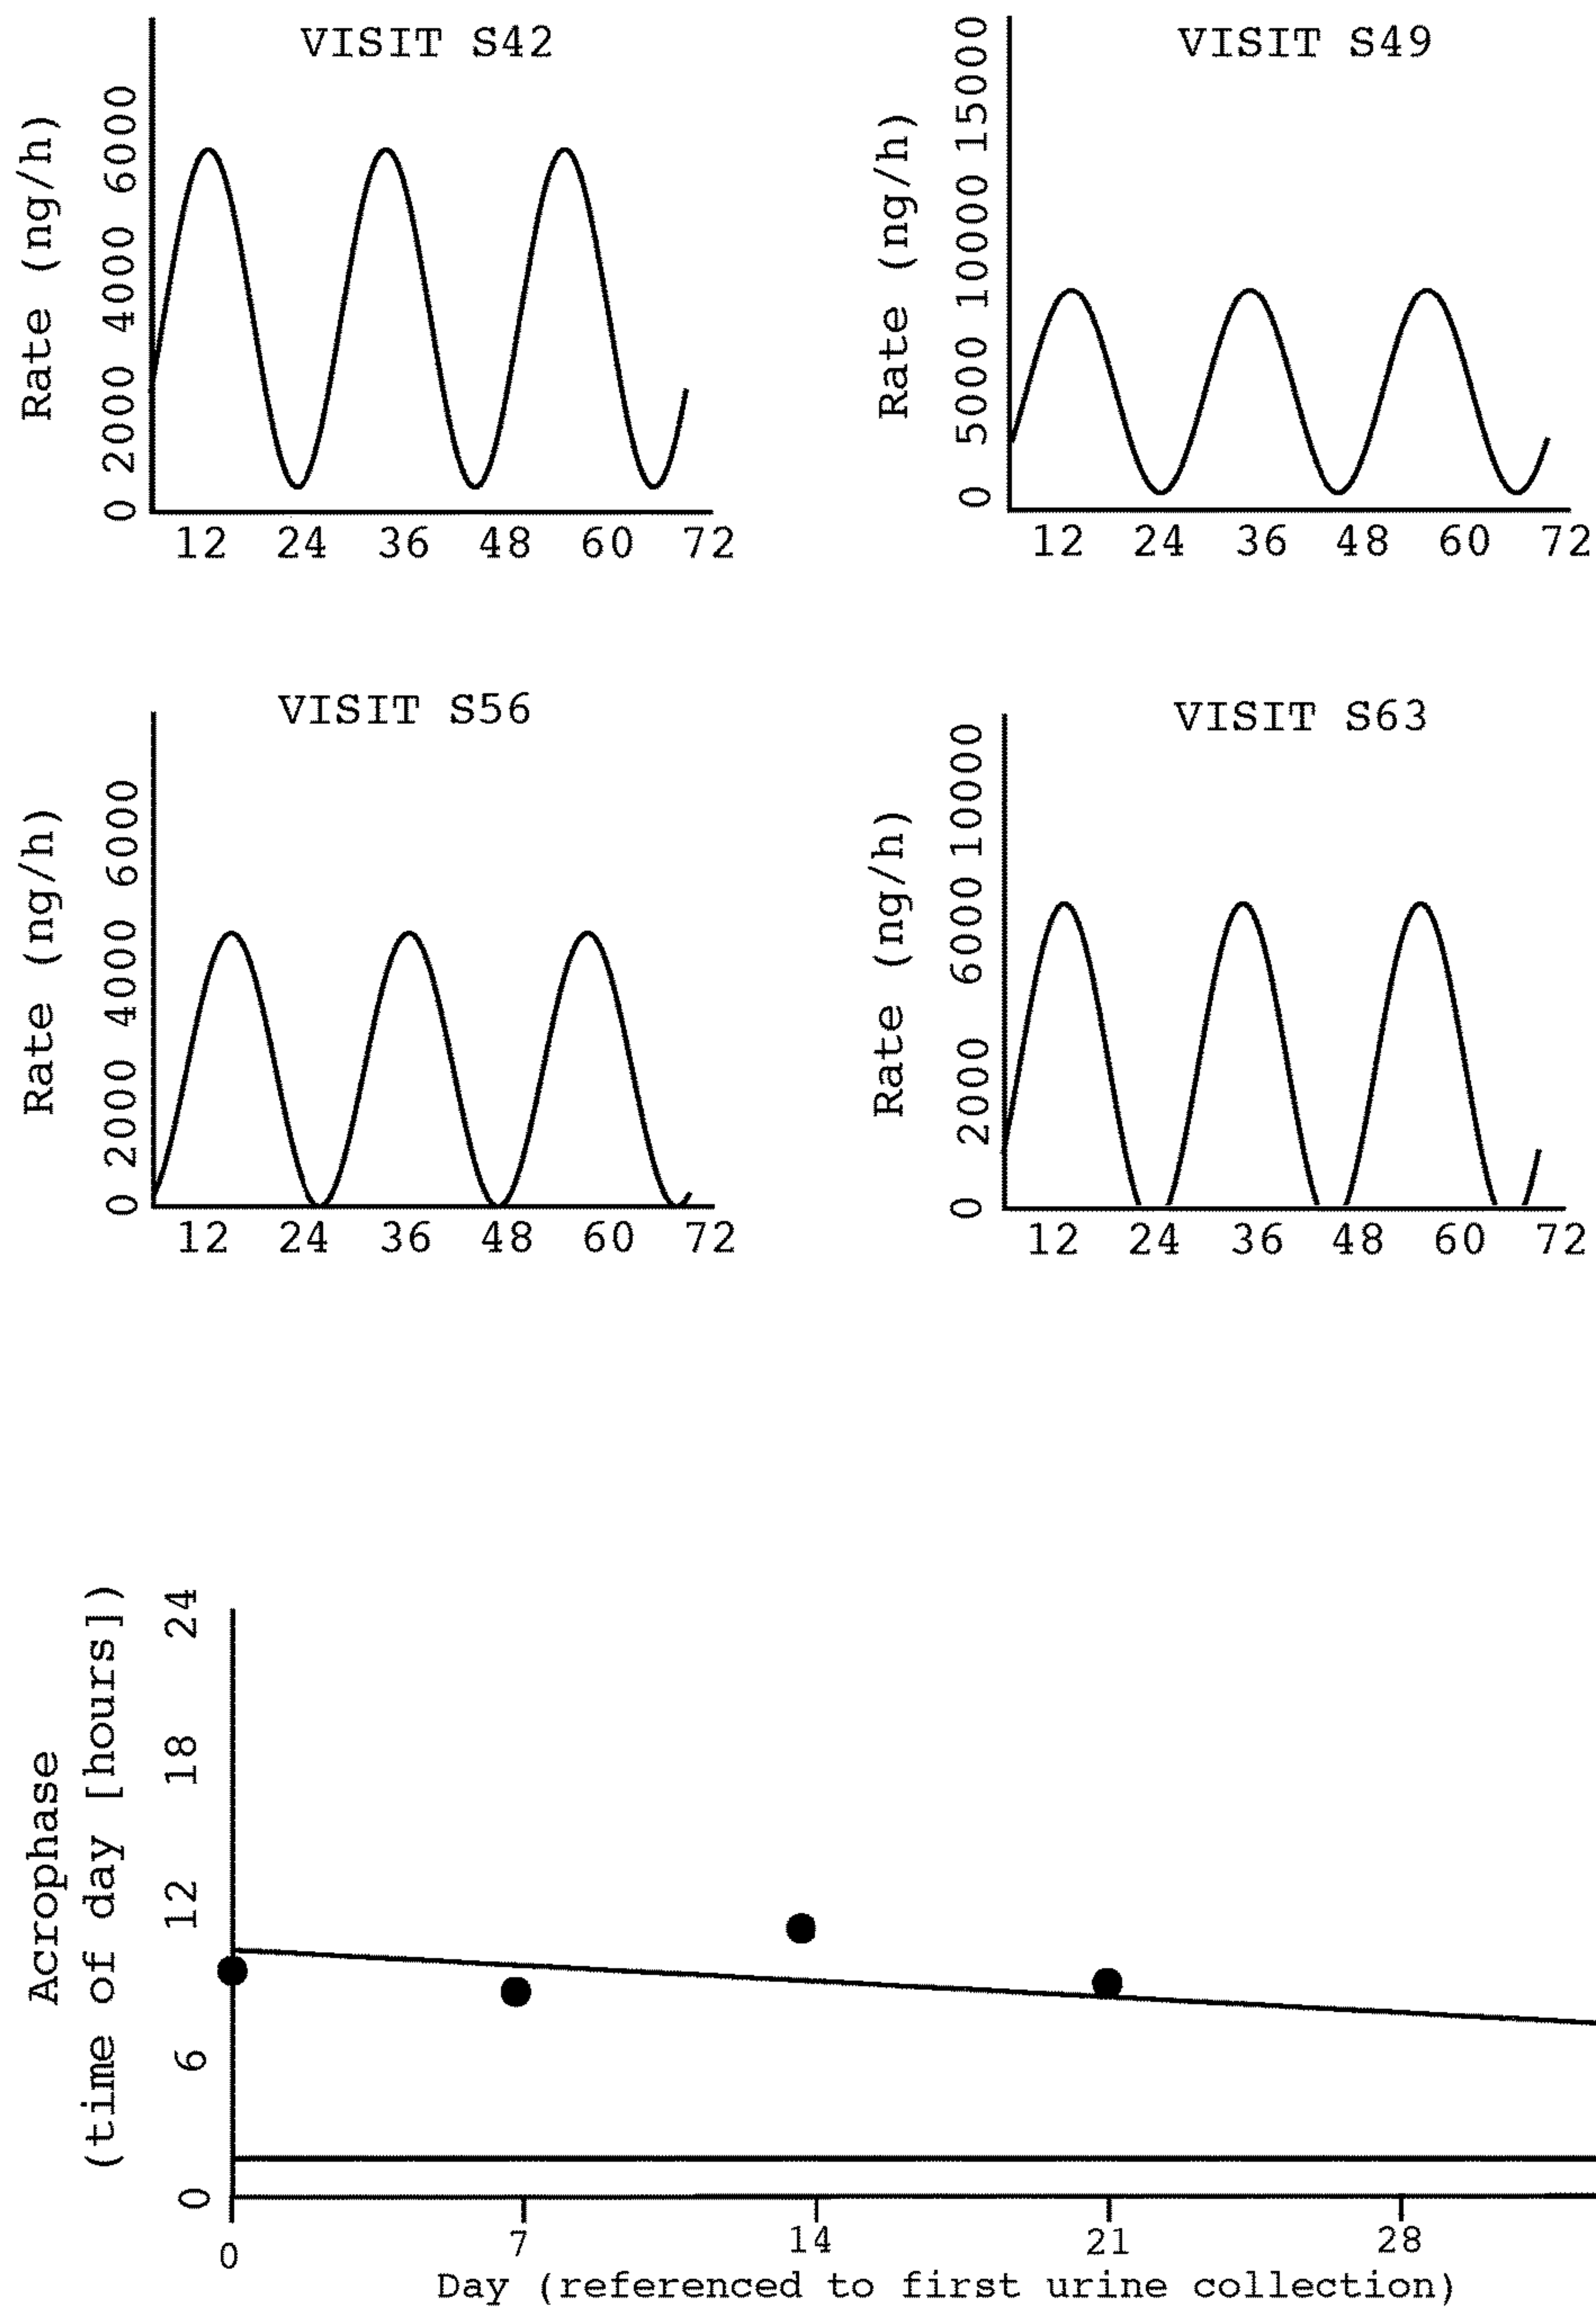 VISIT S42
Rate (ng/h)
0 2000 4000 6000
12 24 36 48 60 72
VISIT S49
Rate (ng/h)
0 5000 10000 15000
12 24 36 48 60 72
VISIT S56
Rate (ng/h)
0 2000 4000 6000
12 24 36 48 60 72
VISIT S63
Rate (ng/h)
0 2000 6000 10000
12 24 36 48 60 72
Acrophase
(time of day [hours])
0 6 12 18 24
0 7 14 21 28
Day (referenced to first urine collection)